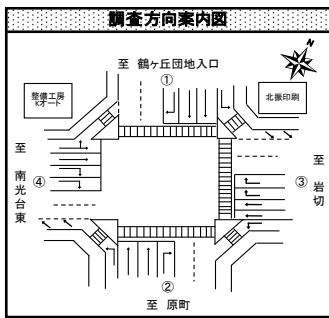 調査方向案内図
至 鶴ヶ丘団地入口
①
整備工房
Kオート
北振印刷
N
至 南光台東
④
至 岩切
③
②
至 原町